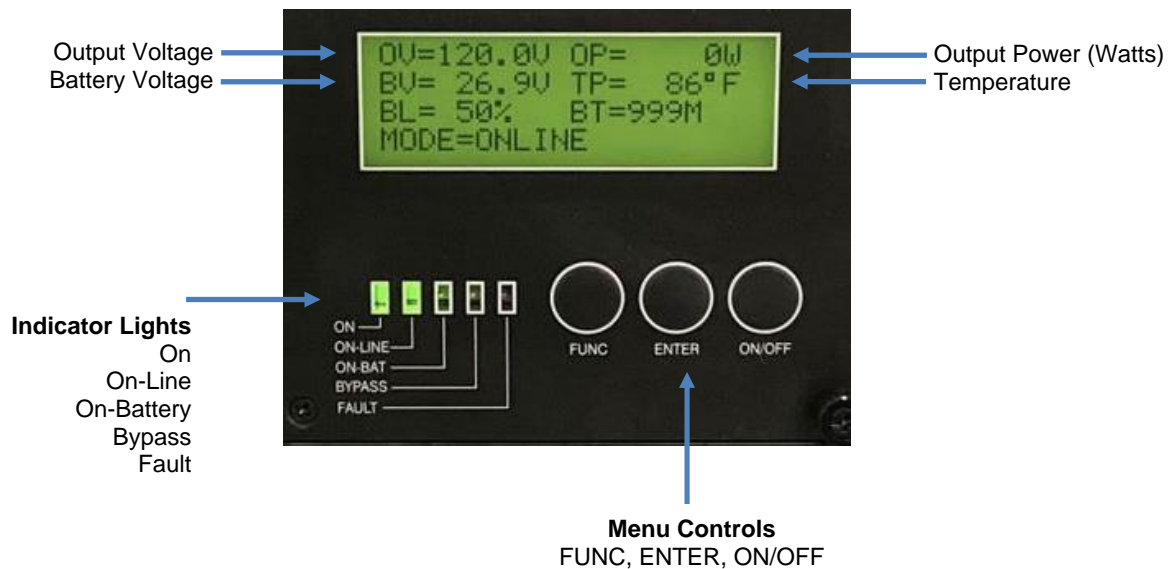 Output Voltage
Battery Voltage
OV=120.0V OP= 0W
BV= 26.9V TP= 86°F
BL= 50% BT=999M
MODE=ONLINE
Output Power (Watts)
Temperature
Indicator Lights
On
On-Line
On-Battery
Bypass
Fault
ON
ON-LINE
ON-BAT
BYPASS
FAULT
FUNC
ENTER
ON/OFF
Menu Controls
FUNC, ENTER, ON/OFF